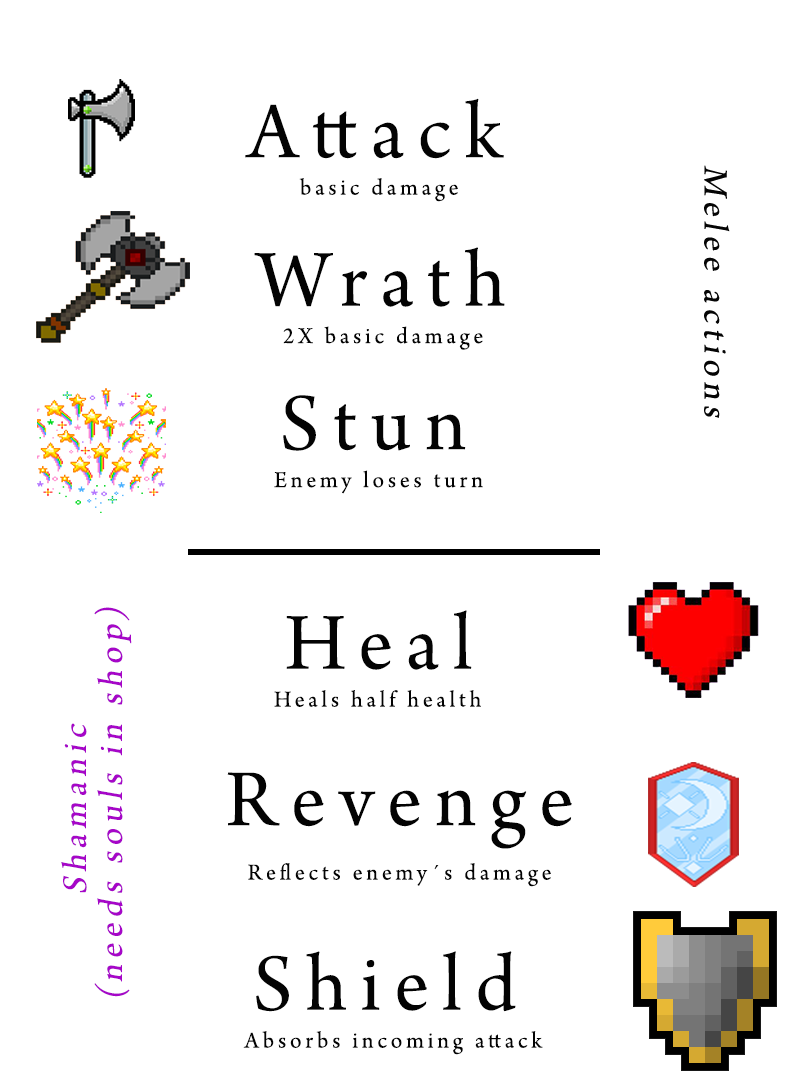 Attack
basic damage
Wrath
2X basic damage
Stun
Enemy loses turn
Melee actions
Heal
Heals half health
Revenge
Reflects enemy´s damage
Shield
Absorbs incoming attack
Shamanic
(needs souls in shop)